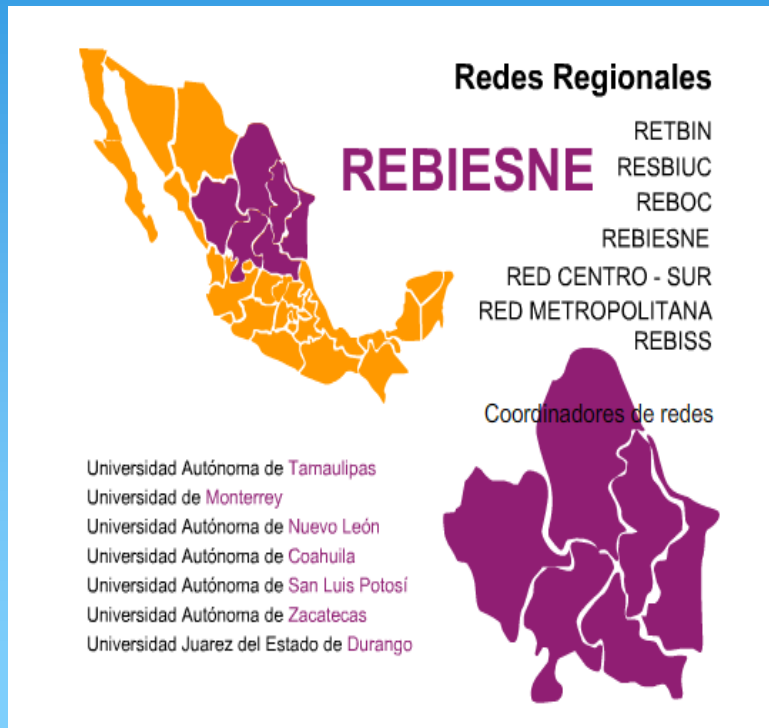 Redes Regionales
REBIESNE
RETBIN
RESBIUC
REBOC
REBIESNE
RED CENTRO - SUR
RED METROPOLITANA
REBISS
Coordinadores de redes
Universidad Autónoma de Tamaulipas
Universidad de Monterrey
Universidad Autónoma de Nuevo León
Universidad Autónoma de Coahuila
Universidad Autónoma de San Luis Potosí
Universidad Autónoma de Zacatecas
Universidad Juarez del Estado de Durango